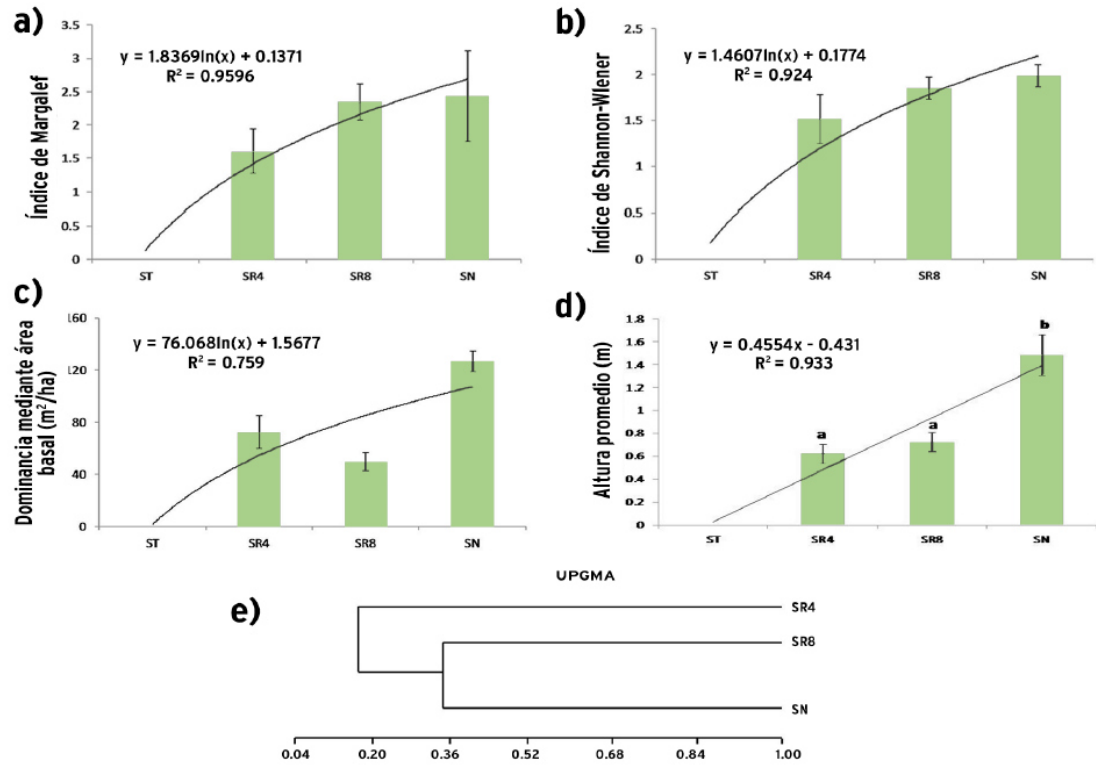 a)
y = 1.8369ln(x) + 0.1371
R² = 0.9596
Índice de Margalef
3.5
3
2.5
2
1.5
1
0.5
0
ST SR4 SR8 SN
b)
y = 1.4607ln(x) + 0.1774
R² = 0.924
Índice de Shannon-Wiener
2.5
2
1.5
1
0.5
0
ST SR4 SR8 SN
c)
y = 76.068ln(x) + 1.5677
R² = 0.759
Dominancia mediante área
basal (m²/ha)
160
120
80
40
0
ST SR4 SR8 SN
d)
y = 0.4554x - 0.431
R² = 0.933
Altura promedio (m)
1.8
1.6
1.4
1.2
1
0.8
0.6
0.4
0.2
0
a a b
ST SR4 SR8 SN
UPGMA
e)
SR4
SR8
SN
0.04 0.20 0.36 0.52 0.68 0.84 1.00